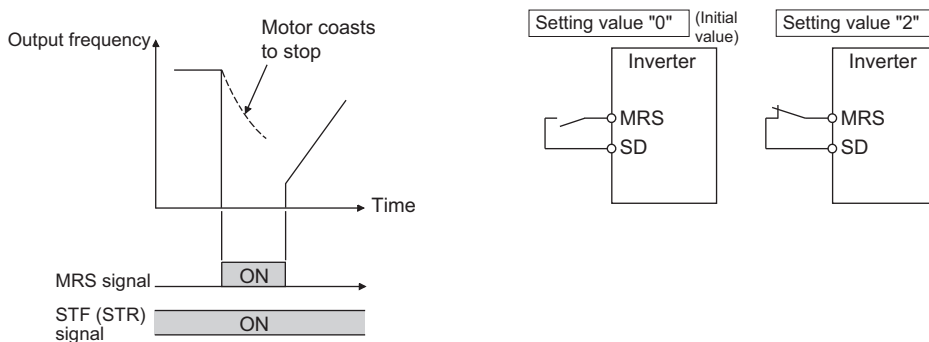 Output frequency
Motor coasts
to stop
Time
MRS signal
ON
STF (STR)
signal
ON
Setting value "0"
(Initial
value)
Inverter
MRS
SD
Setting value "2"
Inverter
MRS
SD